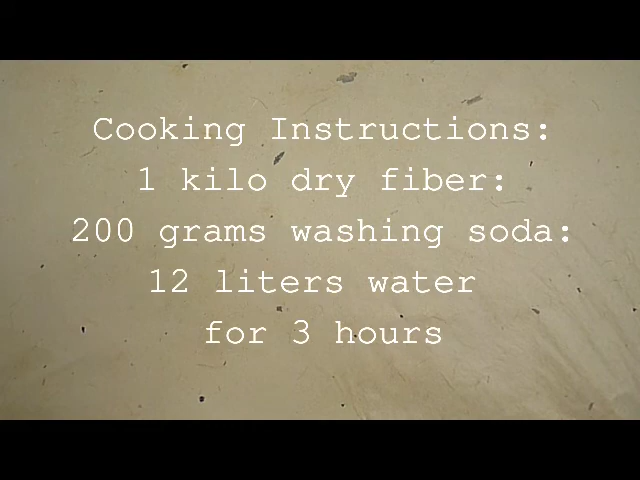 Cooking Instructions:
1 kilo dry fiber:
200 grams washing soda:
12 liters water
for 3 hours